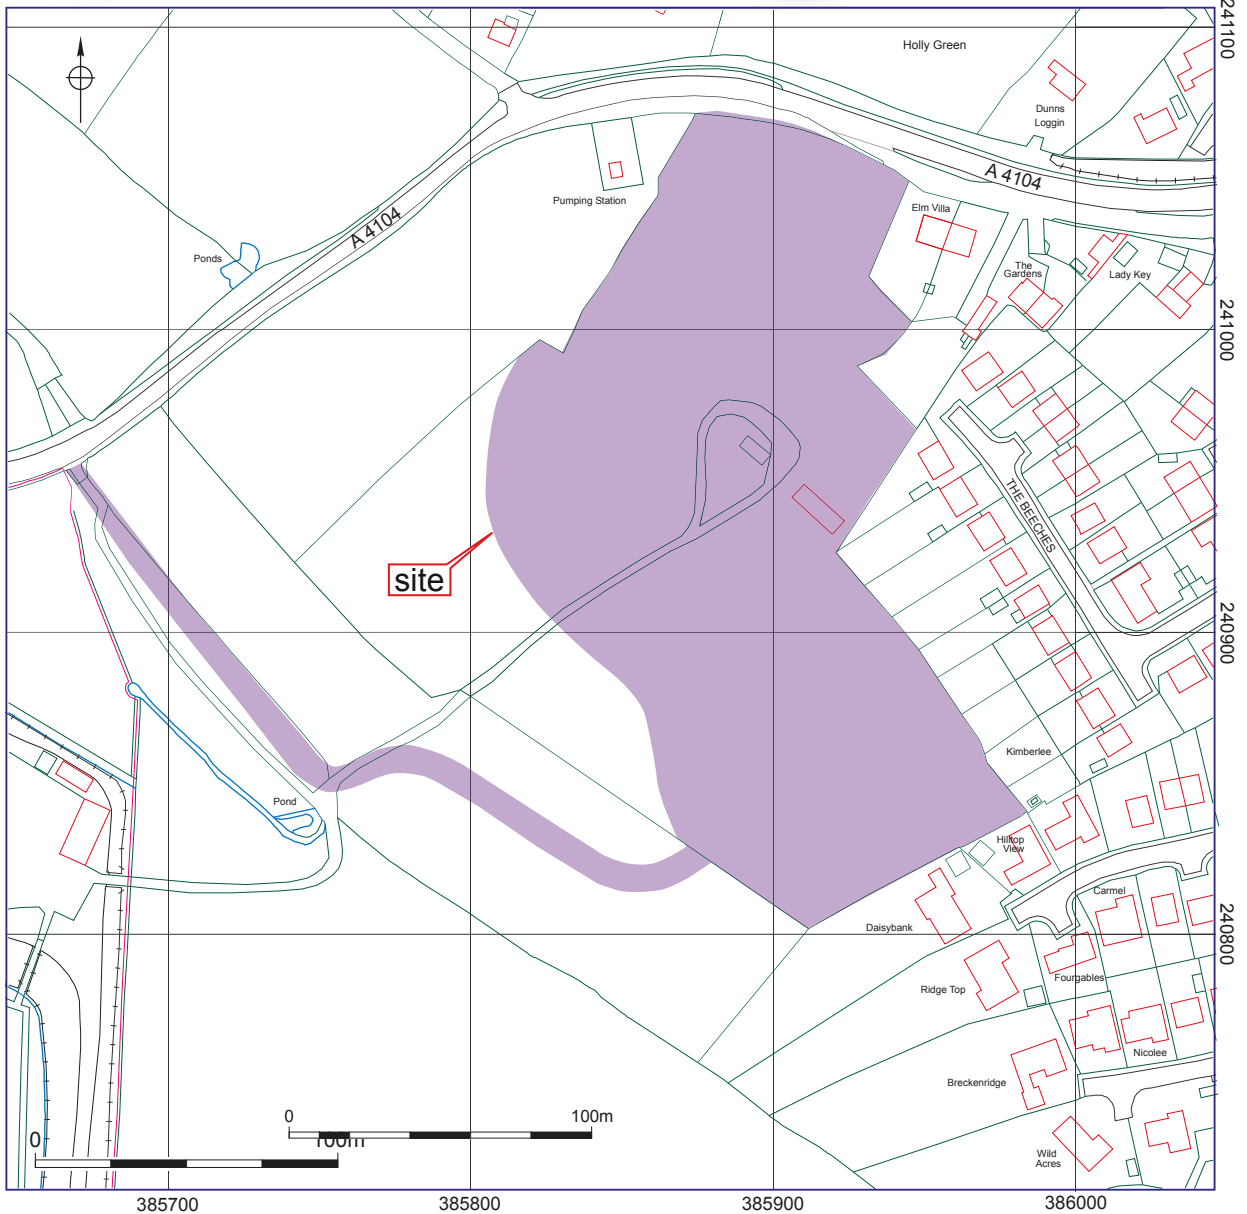 241100
Holly Green
Dunns
Loggin
A 4104
Pumping Station
Elm Villa
A 4104
Ponds
The
Gardens
Lady Key
241000
THE BEECHES
site
240900
Kimberlee
Pond
Hilltop
View
Carmel
Daisybank
240800
Fourgables
Ridge Top
Nicolee
Breckenridge
0
100m
0
100m
Wild
Acres
385700
385800
385900
386000